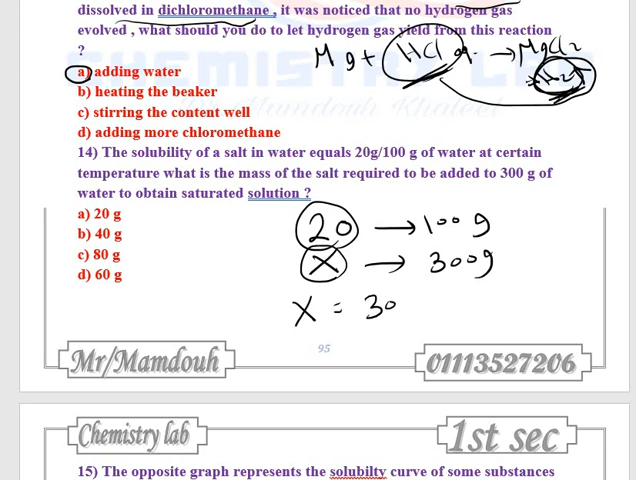 dissolved in dichloromethane , it was noticed that no hydrogen gas
evolved , what should you do to let hydrogen gas yield from this reaction
?
Mg + HCl aq. → MgCl2
H2
a) adding water
b) heating the beaker
c) stirring the content well
d) adding more chloromethane
14) The solubility of a salt in water equals 20g/100 g of water at certain
temperature what is the mass of the salt required to be added to 300 g of
water to obtain saturated solution ?
a) 20 g
b) 40 g
c) 80 g
d) 60 g
20 → 100 g
X → 300g
X = 30
95
Mr/Mamdouh
01113527206
Chemistry lab
1st sec
15) The opposite graph represents the solubilty curve of some substances